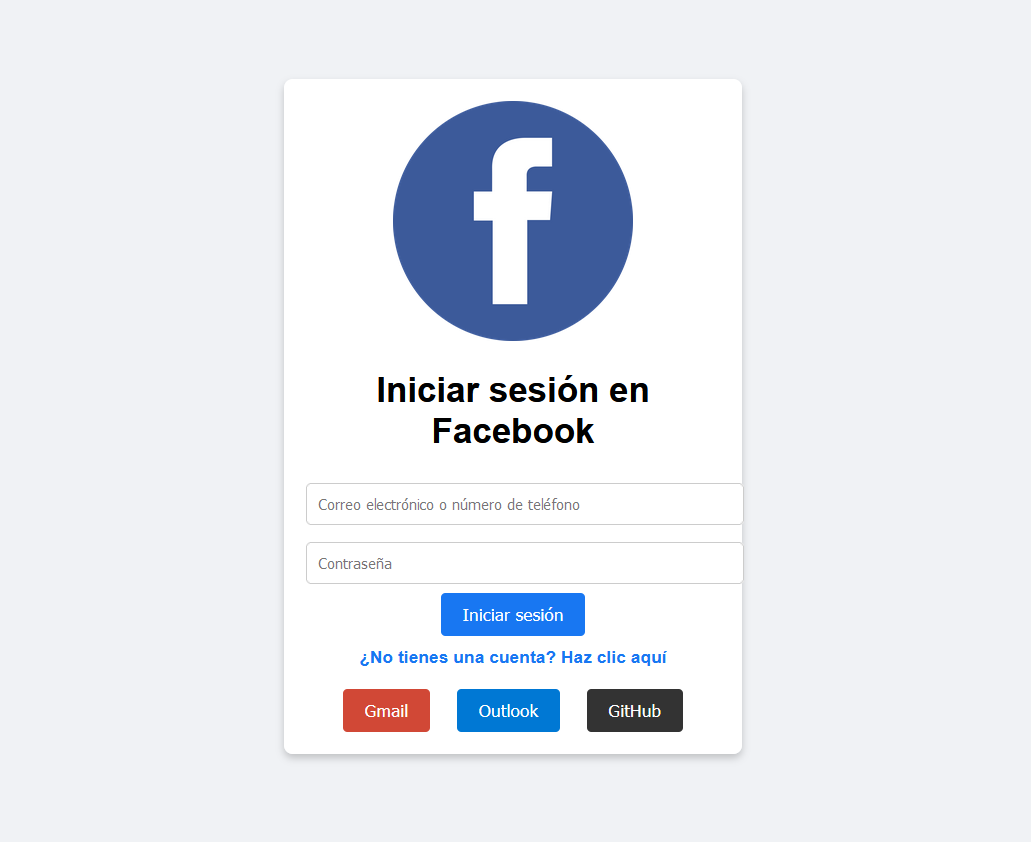 f
Iniciar sesión en
Facebook
Correo electrónico o número de teléfono
Contraseña
Iniciar sesión
¿No tienes una cuenta? Haz clic aquí
Gmail Outlook GitHub